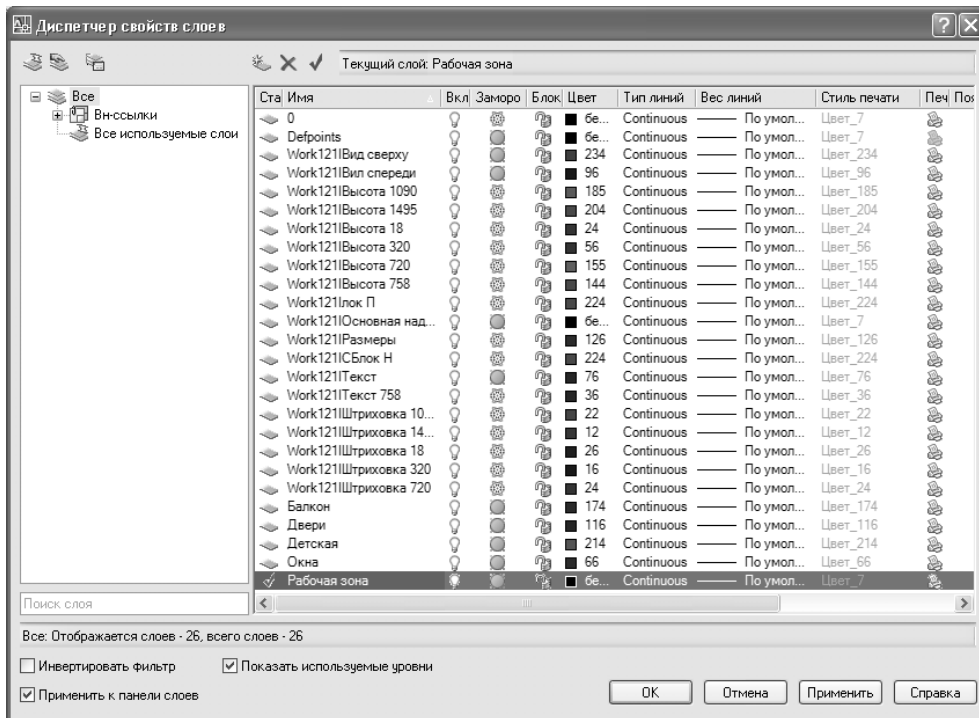 Диспетчер свойств слоев
Текущий слой: Рабочая зона
Все
Вн-ссылки
Все используемые слои
Поиск слоя
Ста Имя Вкл Заморо Блок Цвет Тип линий Вес линий Стиль печати Печ Поя
0 бе... Continuous По умол... Цвет_7
Defpoints бе... Continuous По умол... Цвет_7
Work121|Вид сверху 234 Continuous По умол... Цвет_234
Work121|Вил спереди 96 Continuous По умол... Цвет_96
Work121|Высота 1090 185 Continuous По умол... Цвет_185
Work121|Высота 1495 204 Continuous По умол... Цвет_204
Work121|Высота 18 24 Continuous По умол... Цвет_24
Work121|Высота 320 56 Continuous По умол... Цвет_56
Work121|Высота 720 155 Continuous По умол... Цвет_155
Work121|Высота 758 144 Continuous По умол... Цвет_144
Work121|лок П 224 Continuous По умол... Цвет_224
Work121|Основная над... бе... Continuous По умол... Цвет_7
Work121|Размеры 126 Continuous По умол... Цвет_126
Work121|СБлок Н 224 Continuous По умол... Цвет_224
Work121|Текст 76 Continuous По умол... Цвет_76
Work121|Текст 758 36 Continuous По умол... Цвет_36
Work121|Штриховка 10... 22 Continuous По умол... Цвет_22
Work121|Штриховка 14... 12 Continuous По умол... Цвет_12
Work121|Штриховка 18 26 Continuous По умол... Цвет_26
Work121|Штриховка 320 16 Continuous По умол... Цвет_16
Work121|Штриховка 720 24 Continuous По умол... Цвет_24
Балкон 174 Continuous По умол... Цвет_174
Двери 116 Continuous По умол... Цвет_116
Детская 214 Continuous По умол... Цвет_214
Окна 66 Continuous По умол... Цвет_66
Рабочая зона бе... Continuous По умол... Цвет_7
Все: Отображается слоев - 26, всего слоев - 26
Инвертировать фильтр Показать используемые уровни
Применить к панели слоев
OK Отмена Применить Справка